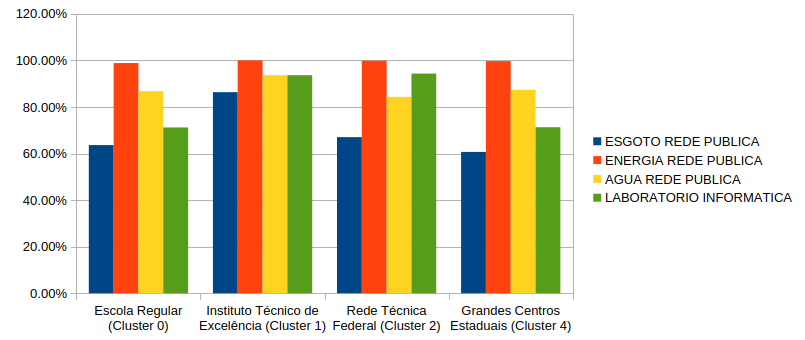 120.00%
100.00%
80.00%
60.00%
40.00%
20.00%
0.00%
Escola Regular
(Cluster 0)
Instituto Técnico de
Excelência (Cluster 1)
Rede Técnica
Federal (Cluster 2)
Grandes Centros
Estaduais (Cluster 4)
ESGOTO REDE PUBLICA
ENERGIA REDE PUBLICA
AGUA REDE PUBLICA
LABORATORIO INFORMATICA